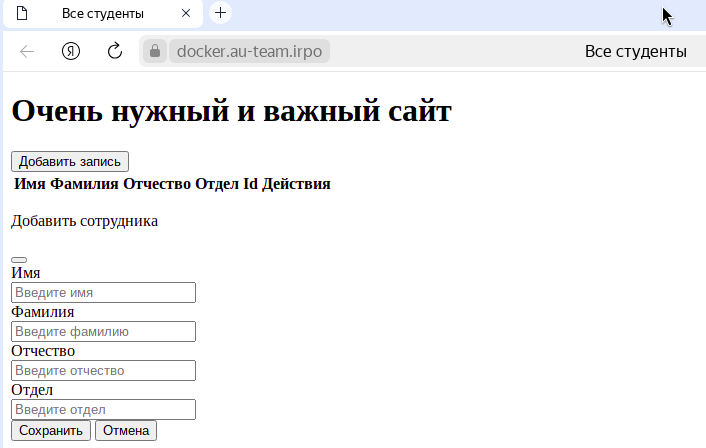 Все студенты
docker.au-team.irpo Все студенты
Очень нужный и важный сайт
Добавить запись
Имя Фамилия Отчество Отдел Id Действия
Добавить сотрудника
Имя
Введите имя
Фамилия
Введите фамилию
Отчество
Введите отчество
Отдел
Введите отдел
Сохранить Отмена